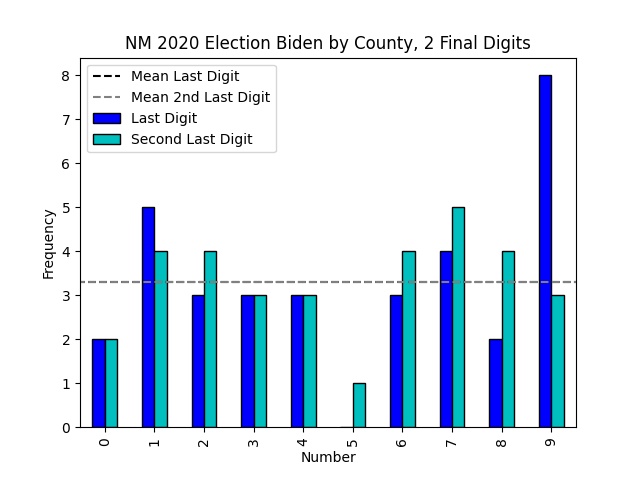 NM 2020 Election Biden by County, 2 Final Digits
Mean Last Digit
Mean 2nd Last Digit
Last Digit
Second Last Digit
8
7
6
5
4
3
2
1
0
Frequency
0 1 2 3 4 5 6 7 8 9
Number